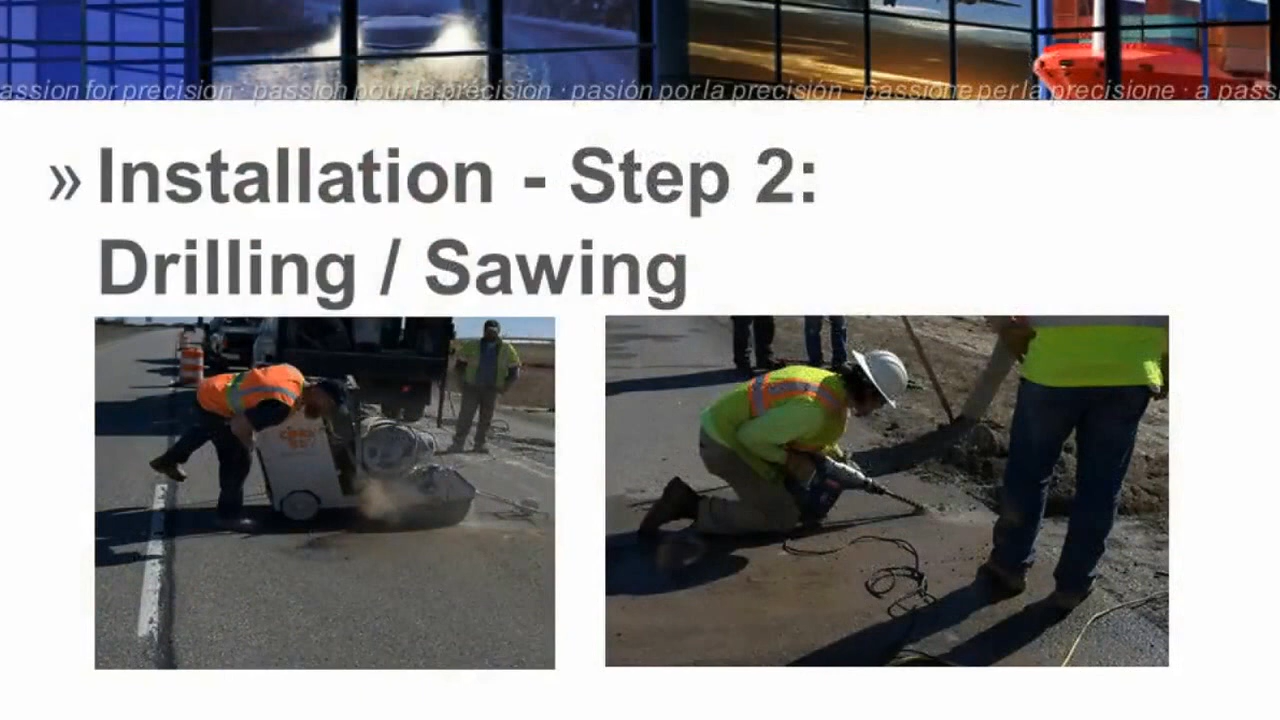 assion for precision · passion pour la précision · pasión por la precisión · passione per la precisione · a pass
» Installation - Step 2:
Drilling / Sawing